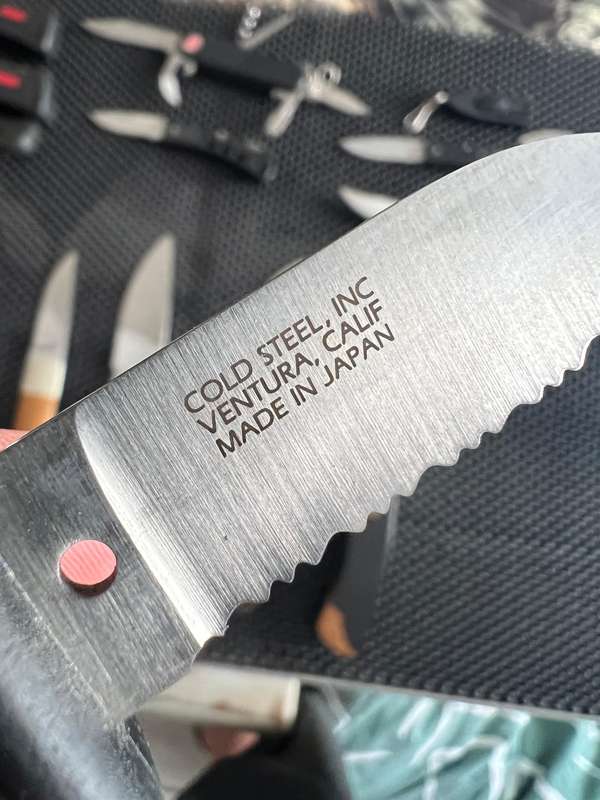 COLD STEEL, INC
VENTURA, CALIF
MADE IN JAPAN